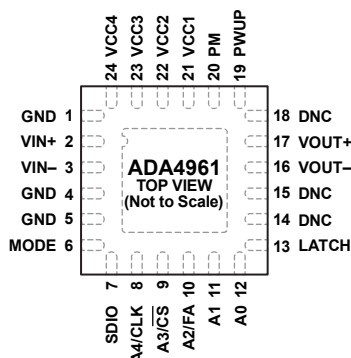 24 VCC4
23 VCC3
22 VCC2
21 VCC1
20 PM
19 PWUP
GND 1
VIN+ 2
VIN– 3
GND 4
GND 5
MODE 6
ADA4961
TOP VIEW
(Not to Scale)
18 DNC
17 VOUT+
16 VOUT–
15 DNC
14 DNC
13 LATCH
SDIO 7
A4/CLK 8
A3/C̅S̅ 9
A2/FA 10
A1 11
A0 12